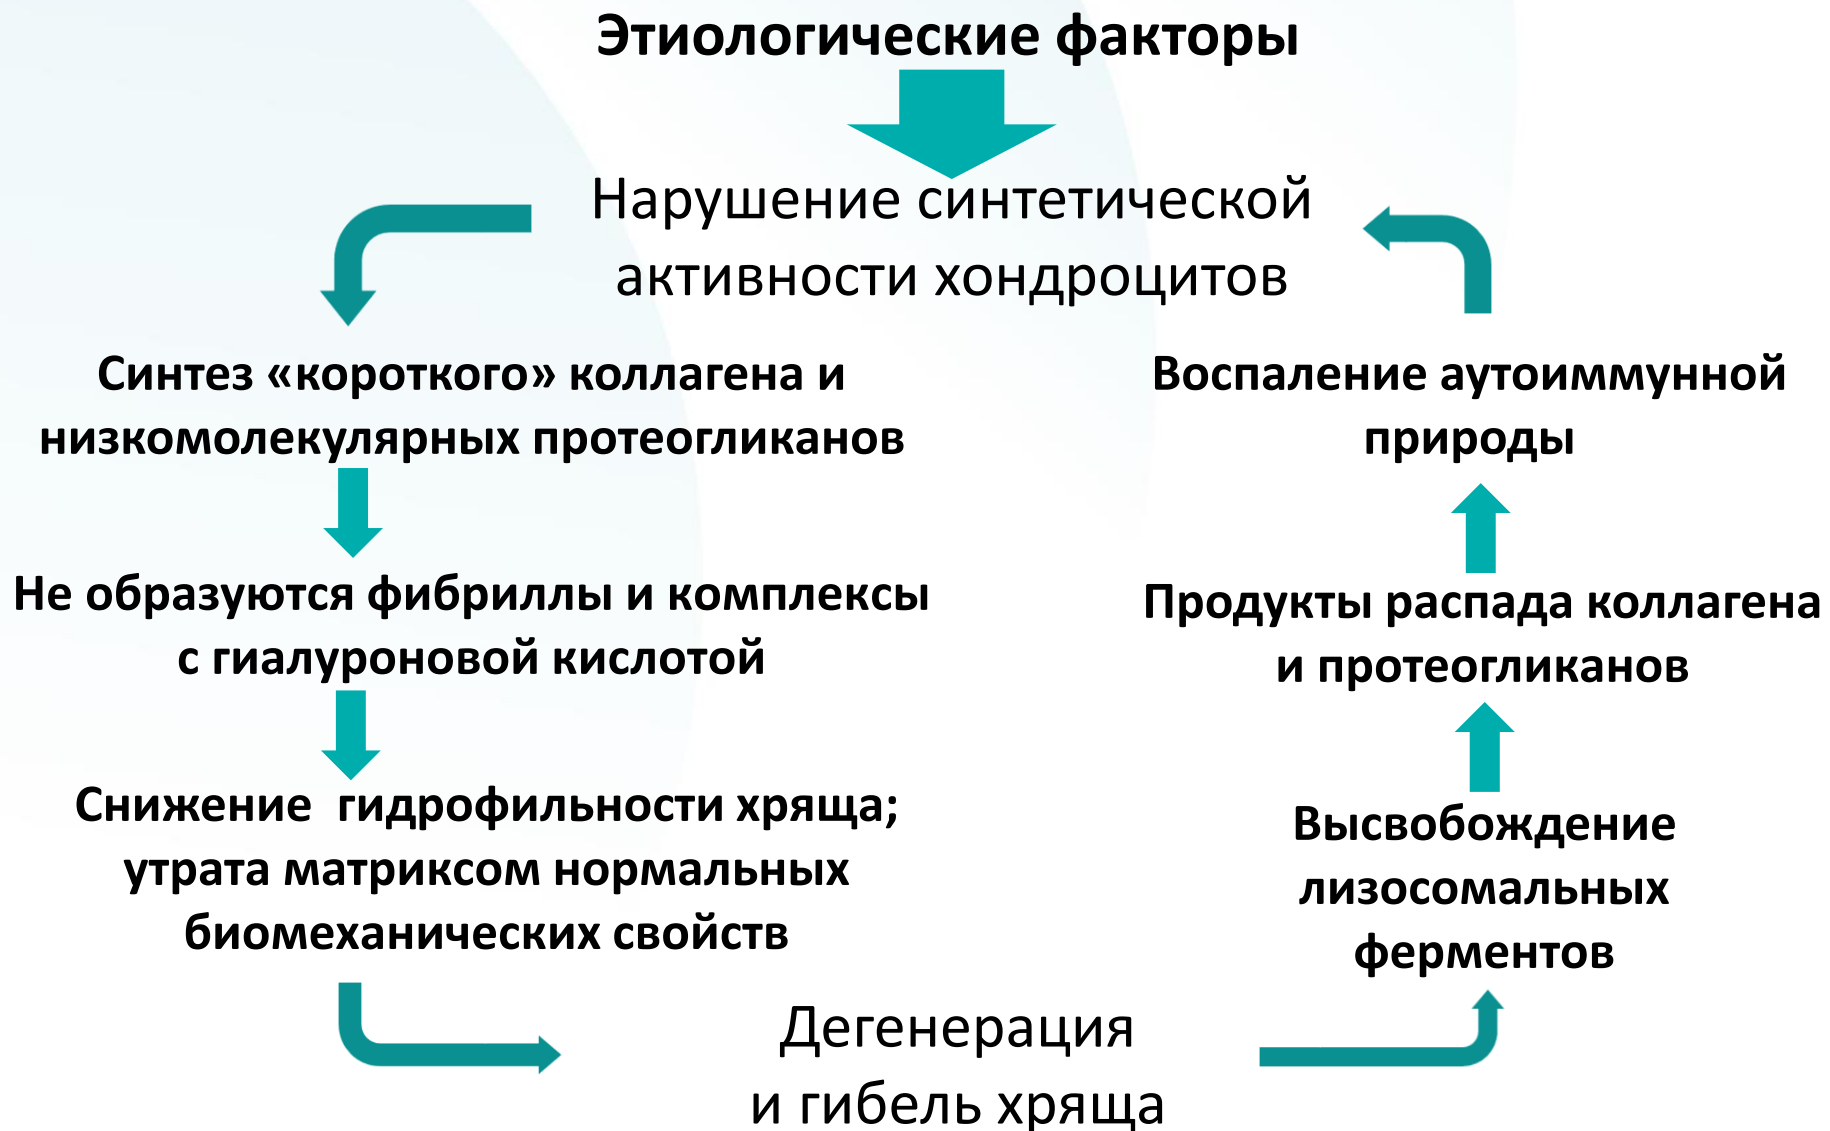 Этиологические факторы
Нарушение синтетической
активности хондроцитов
Синтез «короткого» коллагена и
низкомолекулярных протеогликанов
Не образуются фибриллы и комплексы
с гиалуроновой кислотой
Снижение  гидрофильности хряща;
утрата матриксом нормальных
биомеханических свойств
Дегенерация
и гибель хряща
Высвобождение
лизосомальных
ферментов
Продукты распада коллагена
и протеогликанов
Воспаление аутоиммунной
природы